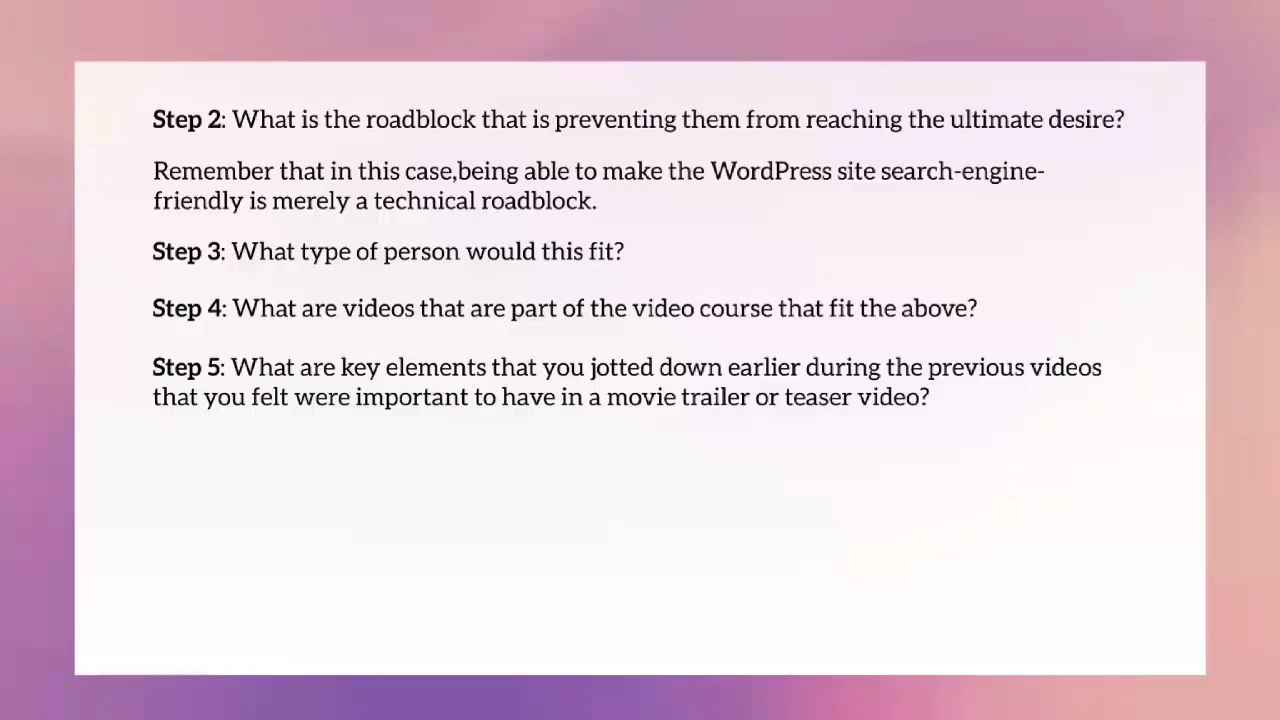 Step 2: What is the roadblock that is preventing them from reaching the ultimate desire?
Remember that in this case,being able to make the WordPress site search-engine-
friendly is merely a technical roadblock.
Step 3: What type of person would this fit?
Step 4: What are videos that are part of the video course that fit the above?
Step 5: What are key elements that you jotted down earlier during the previous videos
that you felt were important to have in a movie trailer or teaser video?